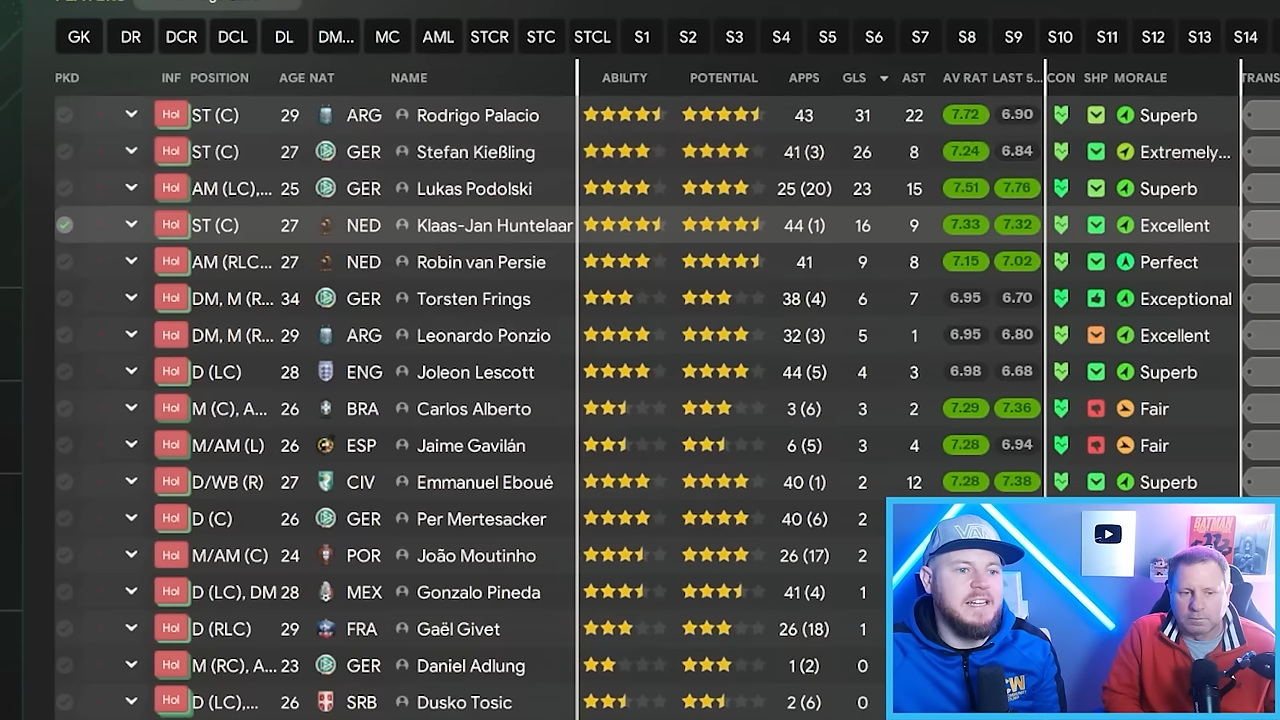 GK DR DCR DCL DL DM... MC AML STCR STC STCL S1 S2 S3 S4 S5 S6 S7 S8 S9 S10 S11 S12 S13 S14
PKD INF POSITION AGE NAT NAME ABILITY POTENTIAL APPS GLS AST AV RAT LAST 5... CON SHP MORALE TRANS
Hol ST (C) 29 ARG Rodrigo Palacio 43 31 22 7.72 6.90 Superb
Hol ST (C) 27 GER Stefan Kießling 41 (3) 26 8 7.24 6.84 Extremely...
Hol AM (LC),... 25 GER Lukas Podolski 25 (20) 23 15 7.51 7.76 Superb
Hol ST (C) 27 NED Klaas-Jan Huntelaar 44 (1) 16 9 7.33 7.32 Excellent
Hol AM (RLC... 27 NED Robin van Persie 41 9 8 7.15 7.02 Perfect
Hol DM, M (R... 34 GER Torsten Frings 38 (4) 6 7 6.95 6.70 Exceptional
Hol DM, M (R... 29 ARG Leonardo Ponzio 32 (3) 5 1 6.95 6.80 Excellent
Hol D (LC) 28 ENG Joleon Lescott 44 (5) 4 3 6.98 6.68 Superb
Hol M (C), A... 26 BRA Carlos Alberto 3 (6) 3 2 7.29 7.36 Fair
Hol M/AM (L) 26 ESP Jaime Gavilán 6 (5) 3 4 7.28 6.94 Fair
Hol D/WB (R) 27 CIV Emmanuel Eboué 40 (1) 2 12 7.28 7.38 Superb
Hol D (C) 26 GER Per Mertesacker 40 (6) 2
Hol M/AM (C) 24 POR João Moutinho 26 (17) 2
Hol D (LC), DM 28 MEX Gonzalo Pineda 41 (4) 1
Hol D (RLC) 29 FRA Gaël Givet 26 (18) 1
Hol M (RC), A... 23 GER Daniel Adlung 1 (2) 0
Hol D (LC),... 26 SRB Dusko Tosic 2 (6) 0
BATMAN